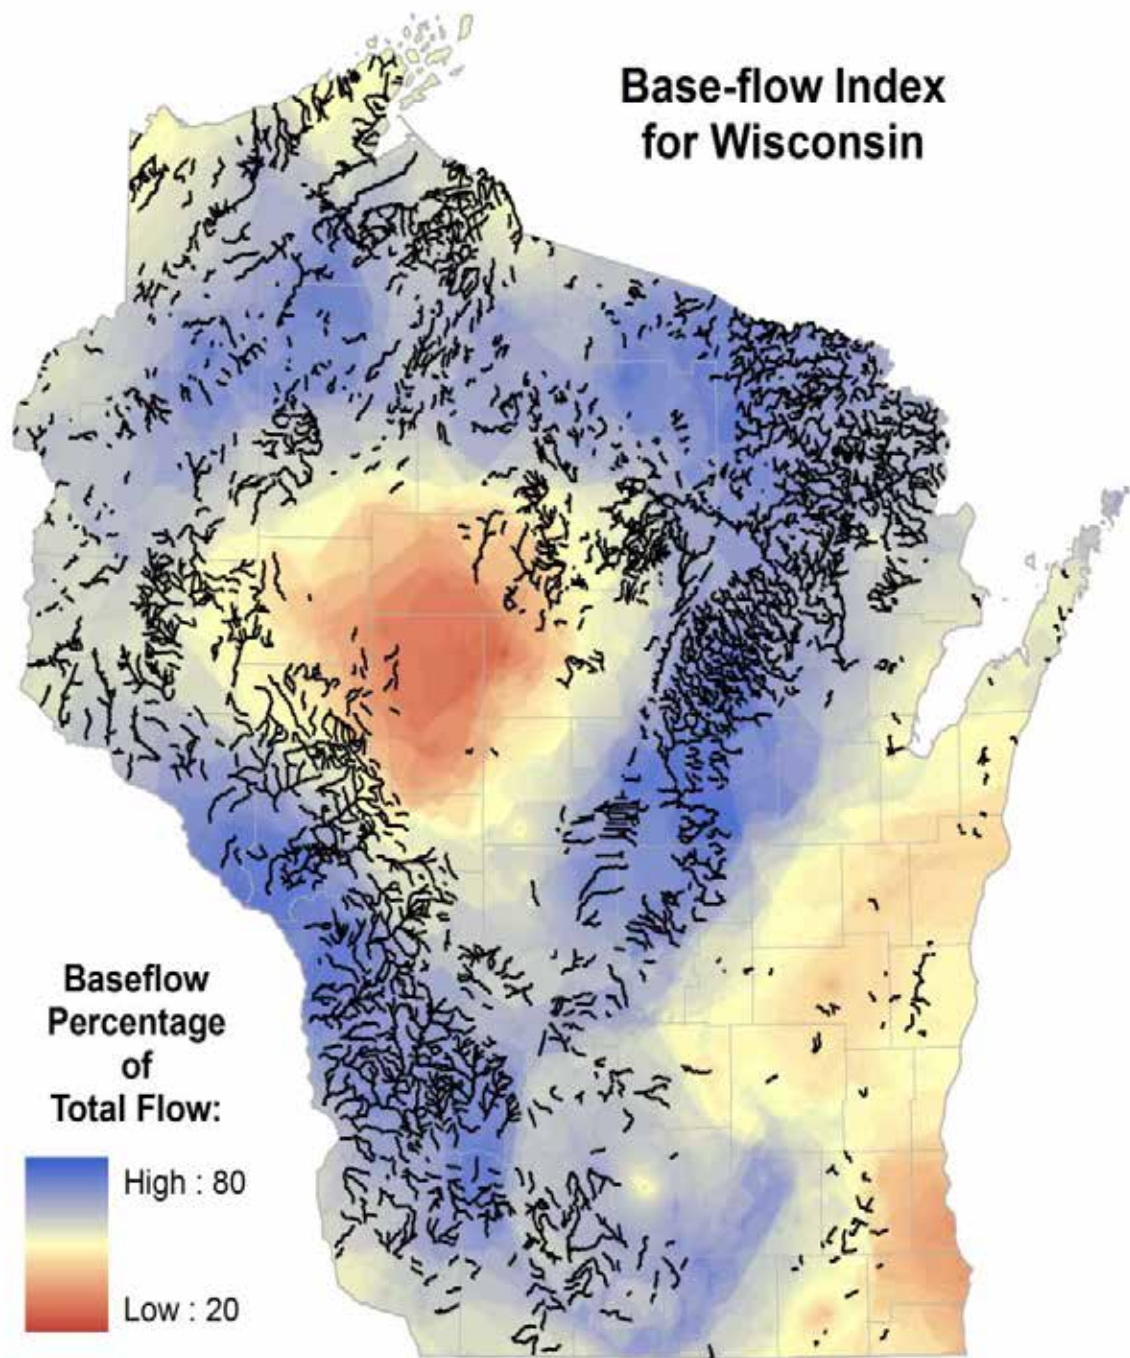 Base-flow Index
for Wisconsin
Baseflow
Percentage
of
Total Flow:
High : 80
Low : 20